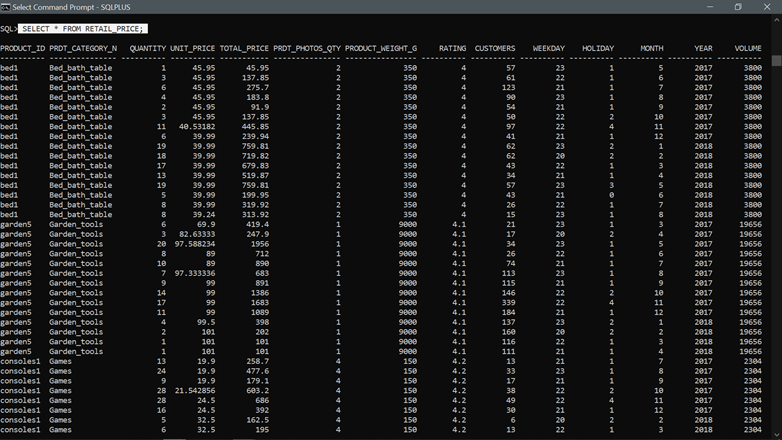 Select Command Prompt - SQLPLUS
SQL> SELECT * FROM RETAIL_PRICE;
PRODUCT_ID PRDT_CATEGORY_N QUANTITY UNIT_PRICE TOTAL_PRICE PRDT_PHOTOS_QTY PRODUCT_WEIGHT_G RATING CUSTOMERS WEEKDAY HOLIDAY MONTH YEAR VOLUME
---------- --------------- ---------- ---------- ----------- --------------- ---------------- ---------- ---------- ---------- ---------- ---------- ---------- ----------
bed1 Bed_bath_table 1 45.95 45.95 2 350 4 57 23 1 5 2017 3800
bed1 Bed_bath_table 3 45.95 137.85 2 350 4 61 22 1 6 2017 3800
bed1 Bed_bath_table 6 45.95 275.7 2 350 4 123 21 1 7 2017 3800
bed1 Bed_bath_table 4 45.95 183.8 2 350 4 90 23 1 8 2017 3800
bed1 Bed_bath_table 2 45.95 91.9 2 350 4 54 21 1 9 2017 3800
bed1 Bed_bath_table 3 45.95 137.85 2 350 4 50 22 2 10 2017 3800
bed1 Bed_bath_table 11 40.53182 445.85 2 350 4 97 22 4 11 2017 3800
bed1 Bed_bath_table 6 39.99 239.94 2 350 4 41 21 1 12 2017 3800
bed1 Bed_bath_table 19 39.99 759.81 2 350 4 62 23 2 1 2018 3800
bed1 Bed_bath_table 18 39.99 719.82 2 350 4 62 20 2 2 2018 3800
bed1 Bed_bath_table 17 39.99 679.83 2 350 4 43 22 1 3 2018 3800
bed1 Bed_bath_table 13 39.99 519.87 2 350 4 34 21 1 4 2018 3800
bed1 Bed_bath_table 19 39.99 759.81 2 350 4 57 23 3 5 2018 3800
bed1 Bed_bath_table 5 39.99 199.95 2 350 4 43 21 0 6 2018 3800
bed1 Bed_bath_table 8 39.99 319.92 2 350 4 26 22 1 7 2018 3800
bed1 Bed_bath_table 8 39.24 313.92 2 350 4 15 23 1 8 2018 3800
garden5 Garden_tools 6 69.9 419.4 1 9000 4.1 21 23 1 3 2017 19656
garden5 Garden_tools 3 82.63333 247.9 1 9000 4.1 17 20 2 4 2017 19656
garden5 Garden_tools 20 97.588234 1956 1 9000 4.1 34 23 1 5 2017 19656
garden5 Garden_tools 8 89 712 1 9000 4.1 26 22 1 6 2017 19656
garden5 Garden_tools 10 89 890 1 9000 4.1 74 21 1 7 2017 19656
garden5 Garden_tools 7 97.333336 683 1 9000 4.1 113 23 1 8 2017 19656
garden5 Garden_tools 9 99 891 1 9000 4.1 115 21 1 9 2017 19656
garden5 Garden_tools 14 99 1386 1 9000 4.1 146 22 2 10 2017 19656
garden5 Garden_tools 17 99 1683 1 9000 4.1 339 22 4 11 2017 19656
garden5 Garden_tools 11 99 1089 1 9000 4.1 184 21 1 12 2017 19656
garden5 Garden_tools 4 99.5 398 1 9000 4.1 137 23 2 1 2018 19656
garden5 Garden_tools 2 101 202 1 9000 4.1 160 20 2 2 2018 19656
garden5 Garden_tools 1 101 101 1 9000 4.1 116 22 1 3 2018 19656
garden5 Garden_tools 1 101 101 1 9000 4.1 111 21 1 4 2018 19656
consoles1 Games 13 19.9 258.7 4 150 4.2 13 21 1 7 2017 2304
consoles1 Games 24 19.9 477.6 4 150 4.2 33 23 1 8 2017 2304
consoles1 Games 9 19.9 179.1 4 150 4.2 17 21 1 9 2017 2304
consoles1 Games 28 21.542856 603.2 4 150 4.2 38 22 2 10 2017 2304
consoles1 Games 28 24.5 686 4 150 4.2 49 22 4 11 2017 2304
consoles1 Games 16 24.5 392 4 150 4.2 30 21 1 12 2017 2304
consoles1 Games 5 32.5 162.5 4 150 4.2 6 20 2 2 2018 2304
consoles1 Games 6 32.5 195 4 150 4.2 13 22 1 3 2018 2304